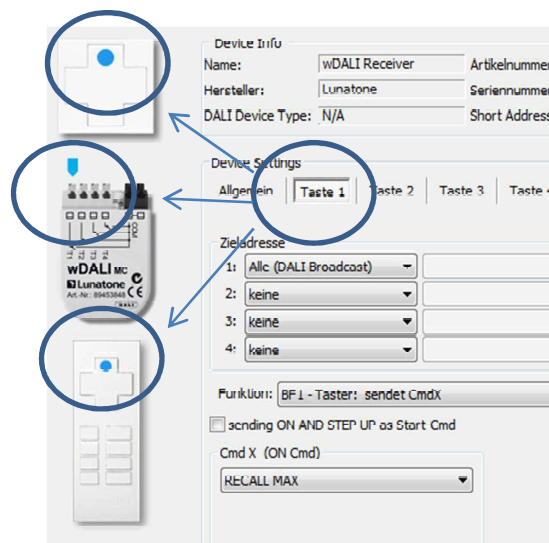 Device Info
Name: wDALI Receiver Artikelnummer
Hersteller: Lunatone Seriennummer
DALI Device Type: N/A Short Address
Device Settings
Allgemein Taste 1 Taste 2 Taste 3 Taste 4
Zieladresse
1: Alle (DALI Broadcast)
2: keine
3: keine
4: keine
Funktion: BF1 - Taster: sendet CmdX
sending ON AND STEP UP as Start Cmd
Cmd X (ON Cmd)
RECALL MAX
wDALI MC
Lunatone
Art.-Nr.: 89453848 CE
DALI